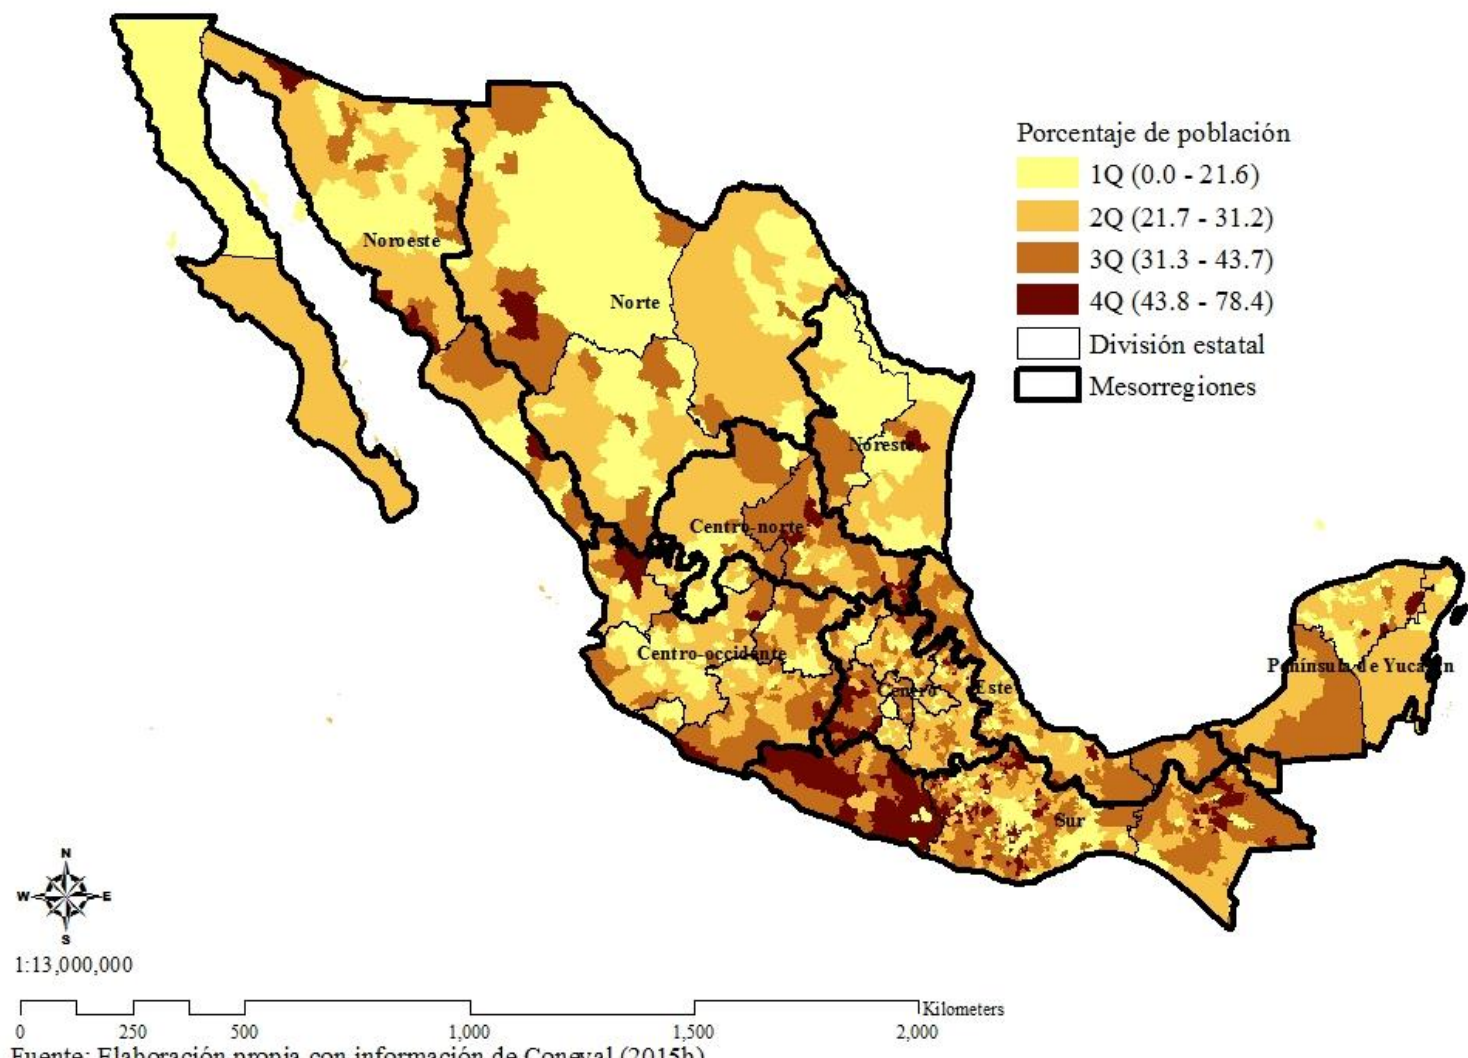 Porcentaje de población
1Q (0.0 - 21.6)
2Q (21.7 - 31.2)
3Q (31.3 - 43.7)
4Q (43.8 - 78.4)
División estatal
Mesorregiones
Noroeste
Norte
Noreste
Centro-norte
Centro-occidente
Centro
Este
Península de Yucatán
Sur
N
W E
S
1:13,000,000
Kilometers
0 250 500 1,000 1,500 2,000
Fuente: Elaboración propia con información de Coneval (2015b)